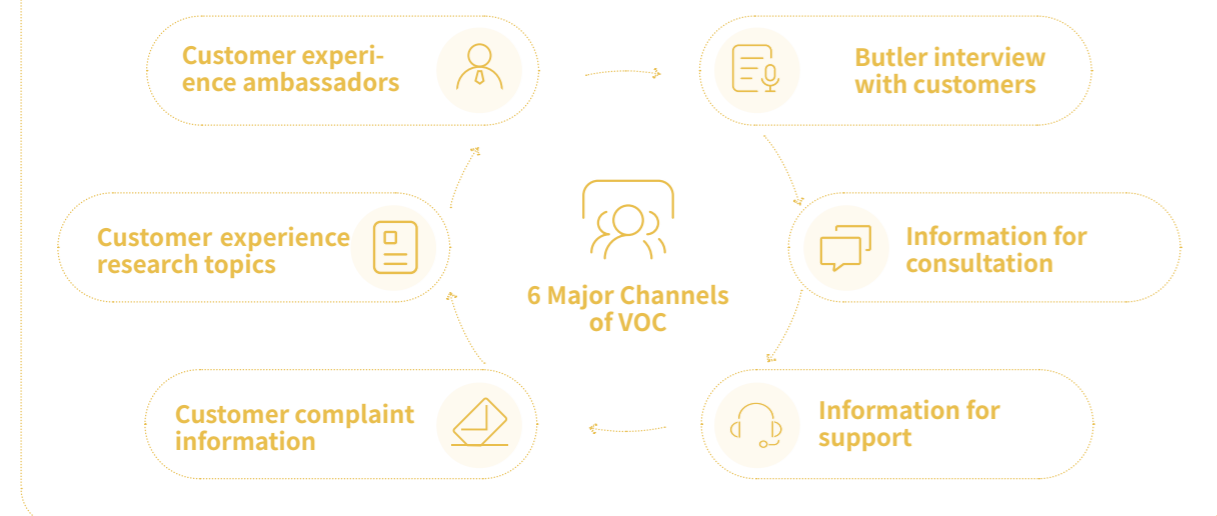 Customer experi-
ence ambassadors
Butler interview
with customers
Customer experience
research topics
6 Major Channels
of VOC
Information for
consultation
Customer complaint
information
Information for
support